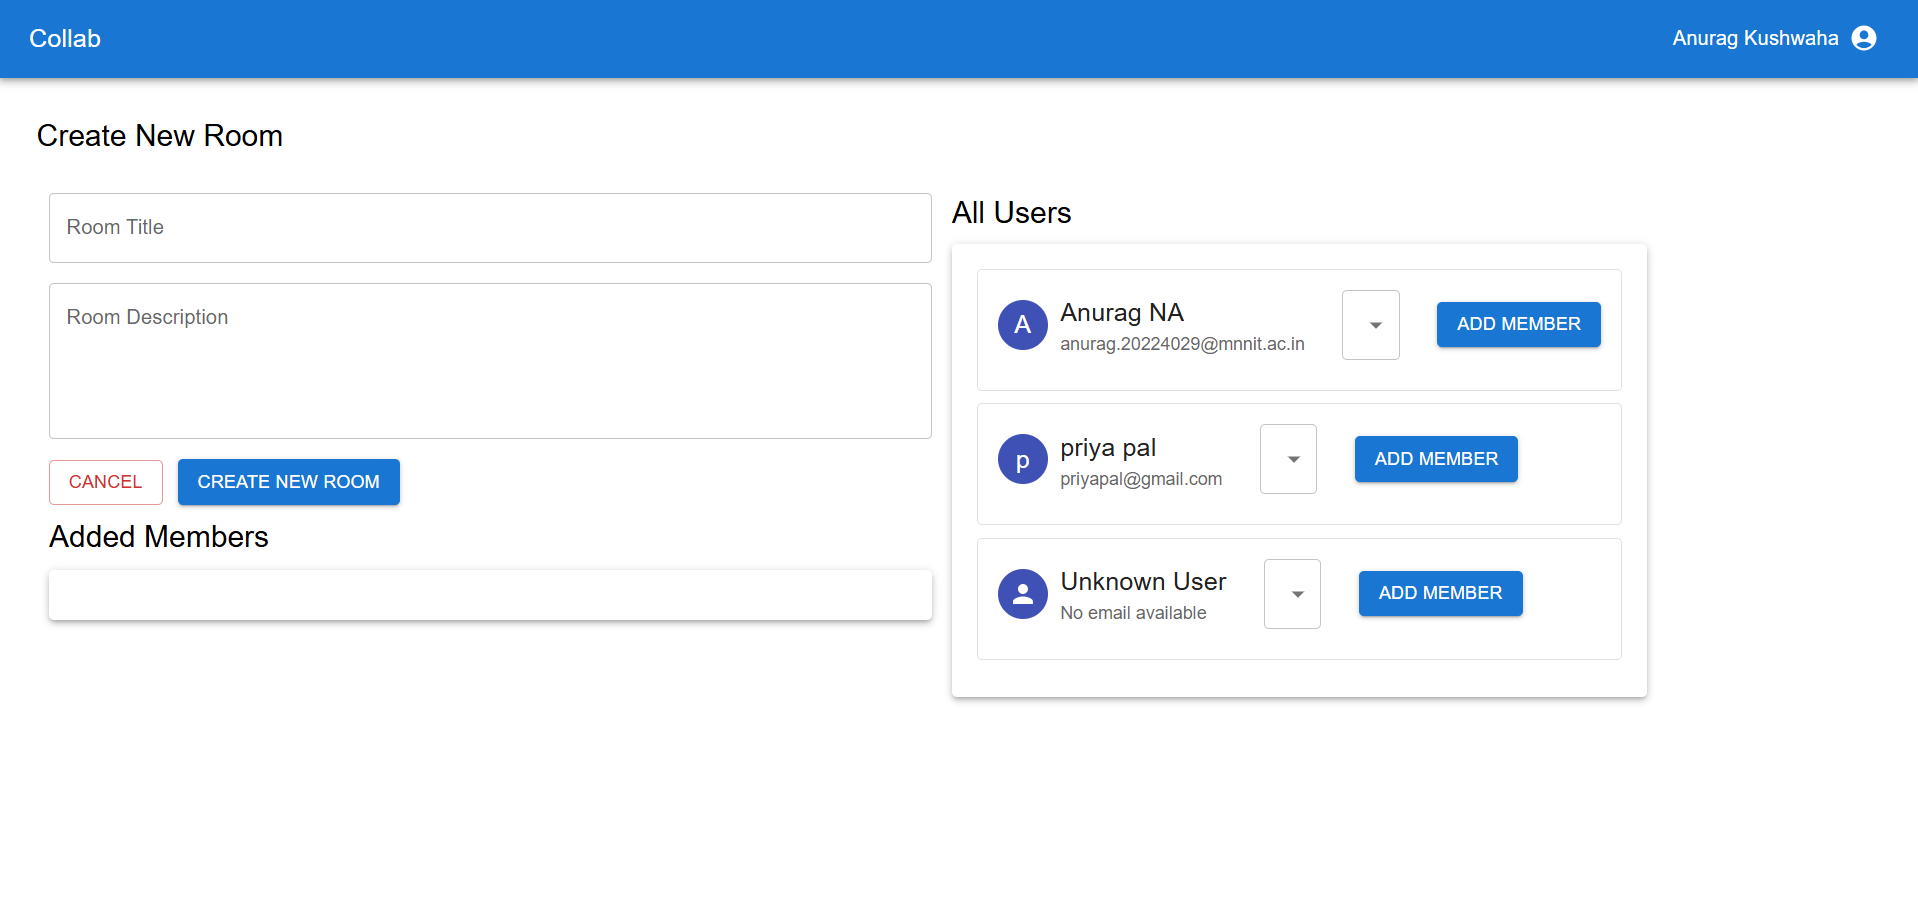 Collab
Anurag Kushwaha
Create New Room
Room Title
Room Description
CANCEL
CREATE NEW ROOM
Added Members
All Users
A
Anurag NA
anurag.20224029@mnnit.ac.in
ADD MEMBER
p
priya pal
priyapal@gmail.com
ADD MEMBER
Unknown User
No email available
ADD MEMBER